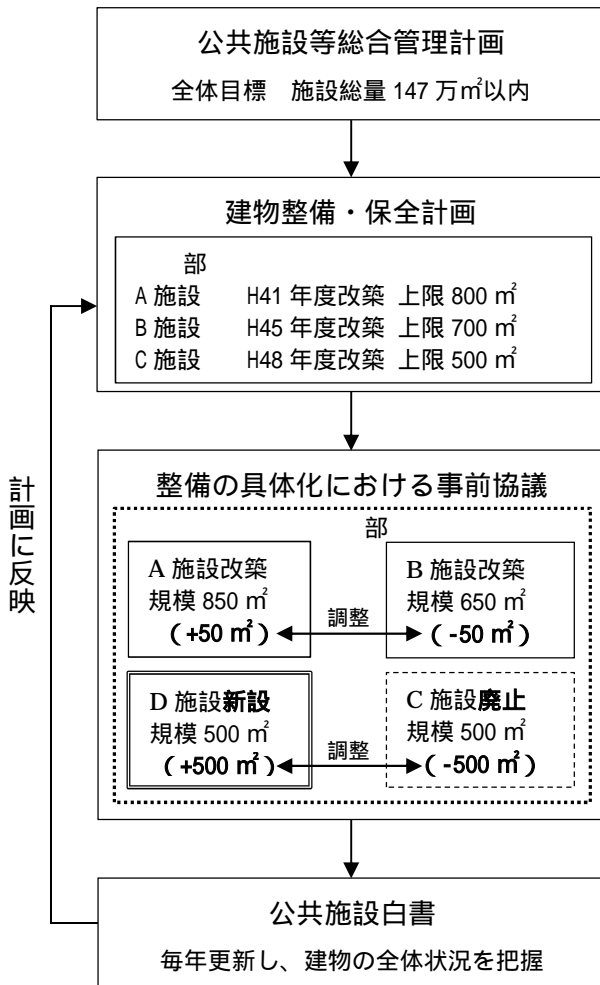 公共施設等総合管理計画
全体目標　施設総量 147 万㎡以内
建物整備・保全計画
部
A 施設　H41 年度改築 上限 800 ㎡
B 施設　H45 年度改築 上限 700 ㎡
C 施設　H48 年度改築 上限 500 ㎡
整備の具体化における事前協議
部
A 施設改築
規模 850 ㎡
（+50 ㎡）
調整
B 施設改築
規模 650 ㎡
（-50 ㎡）
D 施設新設
規模 500 ㎡
（+500 ㎡）
調整
C 施設廃止
規模 500 ㎡
（-500 ㎡）
公共施設白書
毎年更新し、建物の全体状況を把握
計画に反映